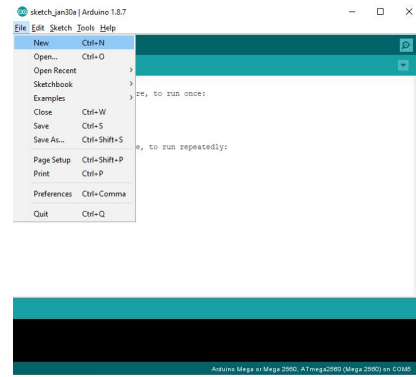 sketch_jan30a | Arduino 1.8.7
File Edit Sketch Tools Help
New Ctrl+N
Open... Ctrl+O
Open Recent >
Sketchbook >
Examples >
Close Ctrl+W
Save Ctrl+S
Save As... Ctrl+Shift+S
Page Setup Ctrl+Shift+P
Print Ctrl+P
Preferences Ctrl+Comma
Quit Ctrl+Q
re, to run once:
e, to run repeatedly:
Arduino Mega or Mega 2560, ATmega2560 (Mega 2560) on COM5